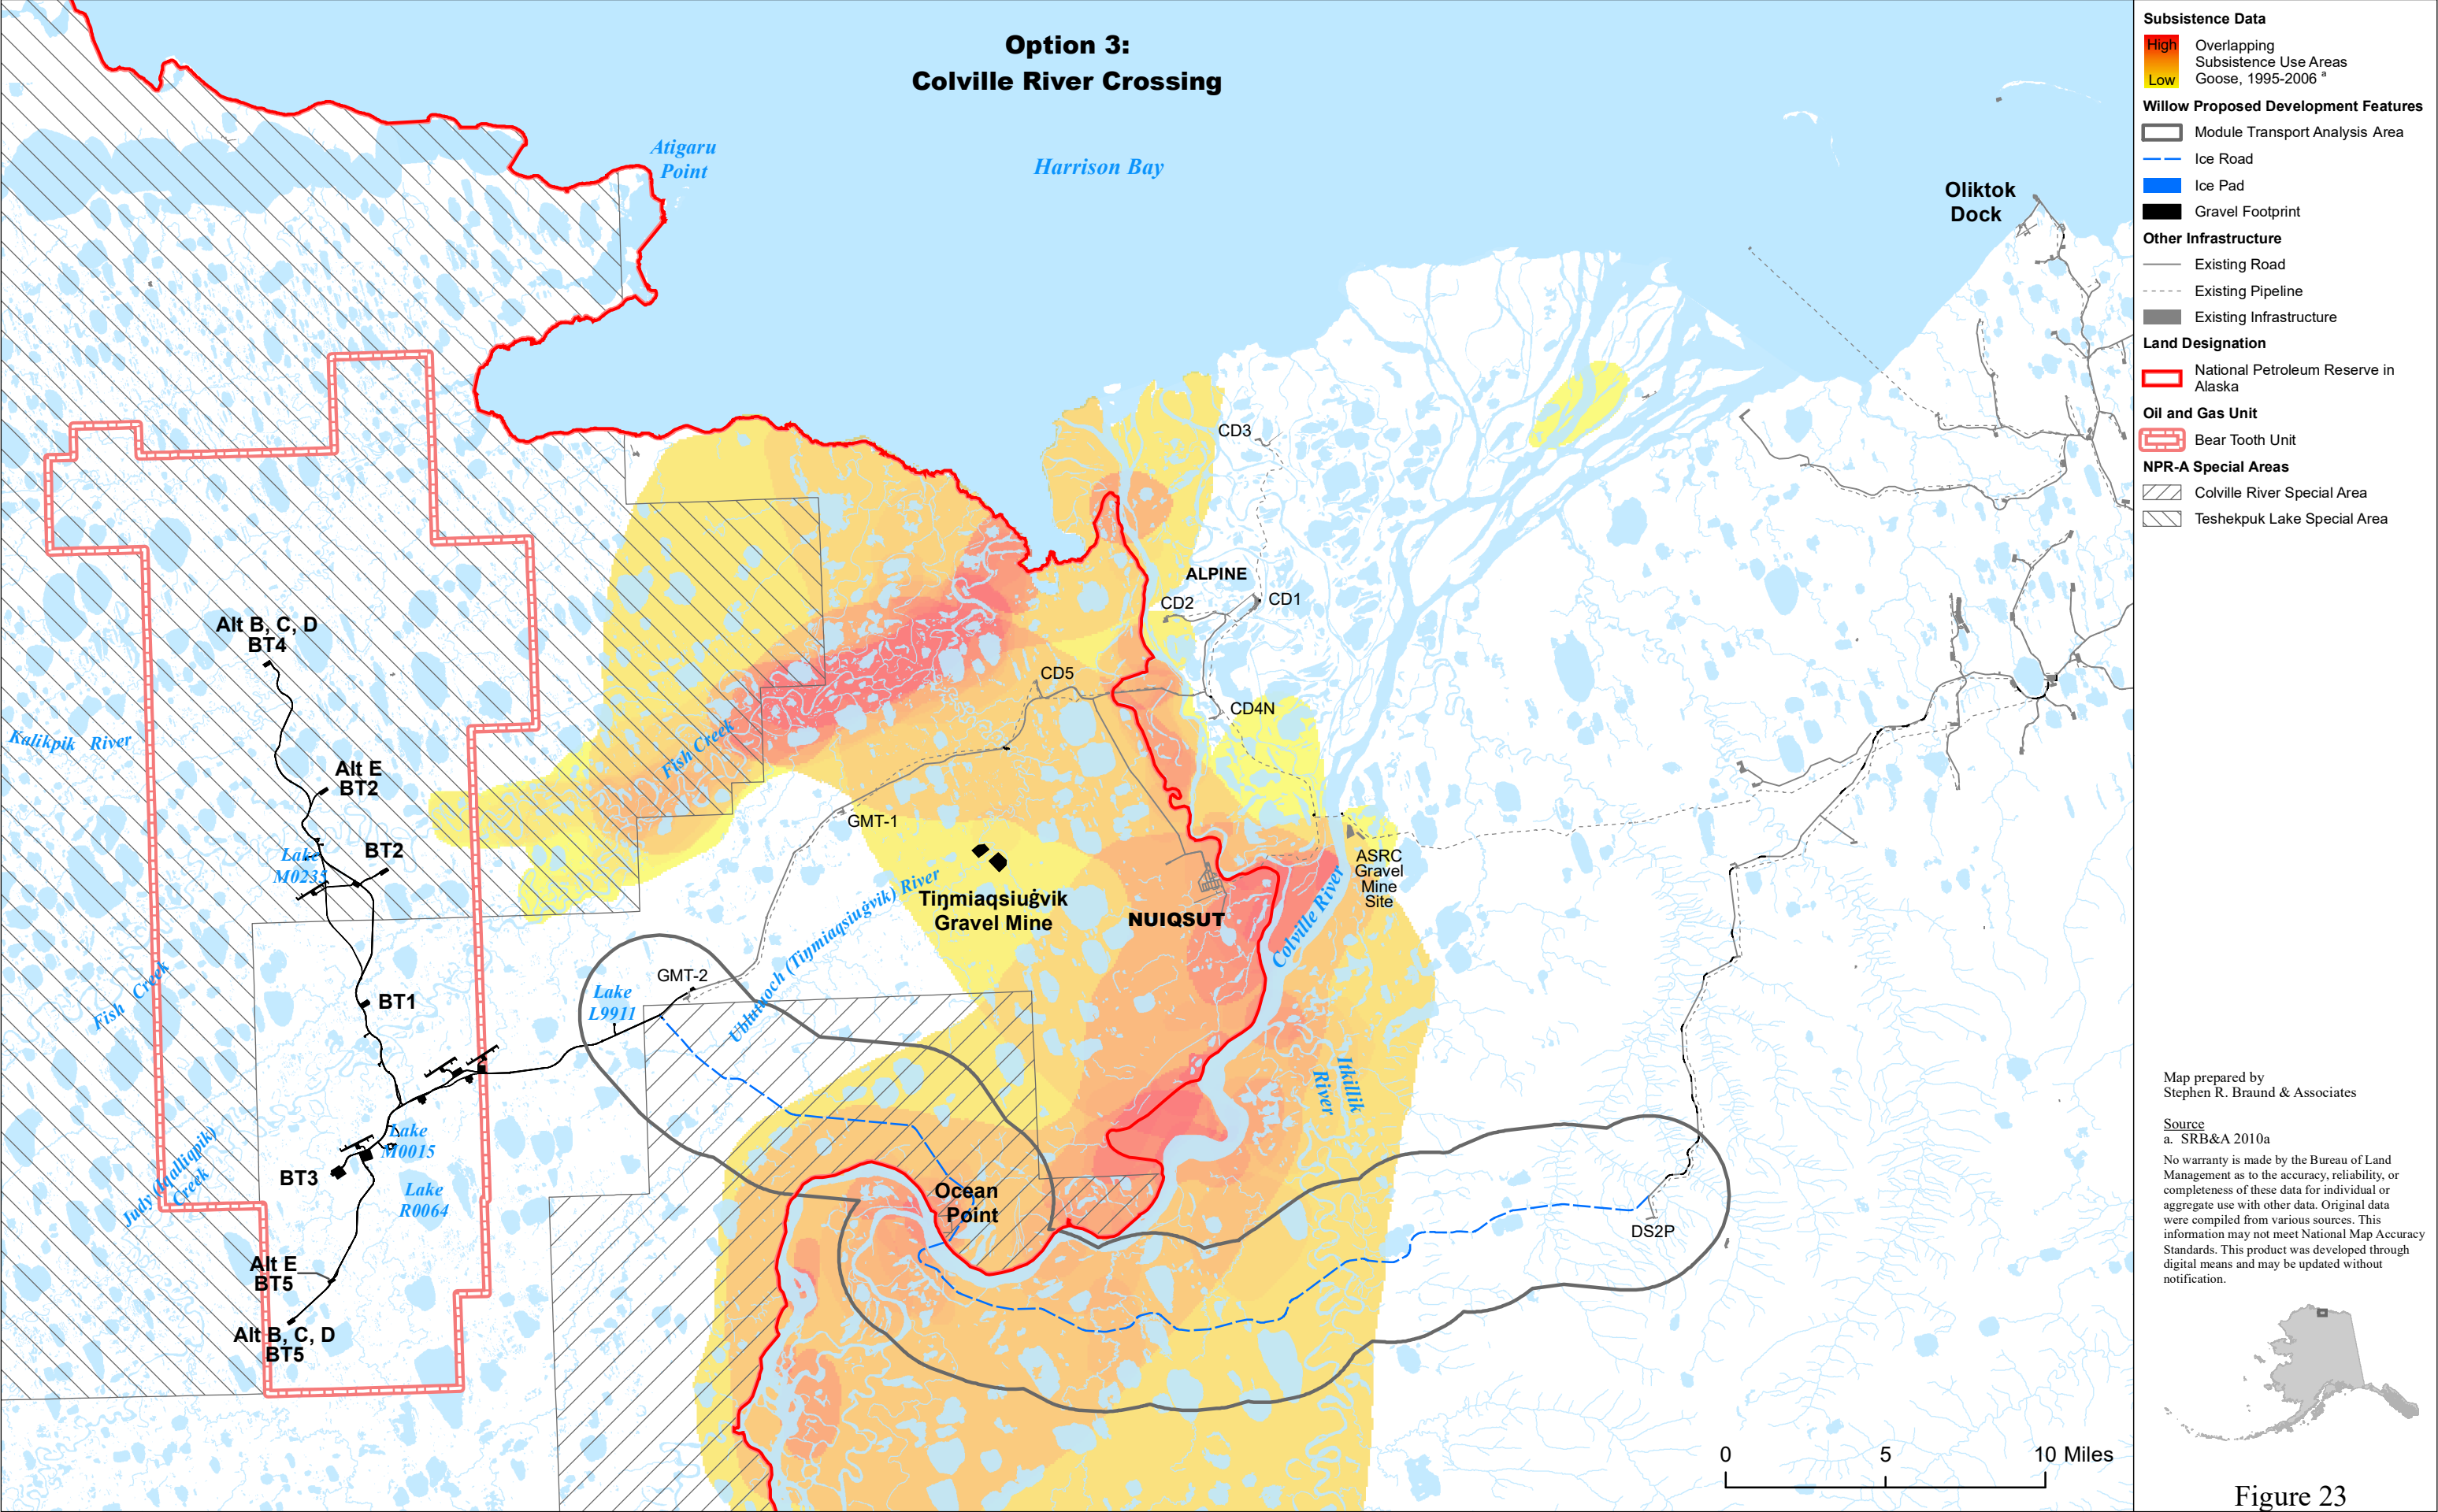 Option 3:
Colville River Crossing
Atigaru
Point
Harrison Bay
Oliktok
Dock
CD3
ALPINE
CD2
CD1
CD5
CD4N
Alt B, C, D
BT4
Kalikpik River
Fish Creek
Alt E
BT2
GMT-1
Lake
M0235
BT2
ASRC
Gravel
Mine
Site
Tiŋmiaqsiuġvik
Gravel Mine
NUIQSUT
Colville River
Ublutuoch (Tiŋmiaqsiuġvik) River
GMT-2
Lake
L9911
Fish Creek
BT1
Itkillik
River
Lake
M0015
Judy (Iqalliqpik)
Creek
BT3
Lake
R0064
Ocean
Point
DS2P
Alt E
BT5
Alt B, C, D
BT5
0 5 10 Miles
Subsistence Data
High
Low
Overlapping
Subsistence Use Areas
Goose, 1995-2006 a
Willow Proposed Development Features
Module Transport Analysis Area
Ice Road
Ice Pad
Gravel Footprint
Other Infrastructure
Existing Road
Existing Pipeline
Existing Infrastructure
Land Designation
National Petroleum Reserve in
Alaska
Oil and Gas Unit
Bear Tooth Unit
NPR-A Special Areas
Colville River Special Area
Teshekpuk Lake Special Area
Map prepared by
Stephen R. Braund & Associates
Source
a. SRB&A 2010a
No warranty is made by the Bureau of Land
Management as to the accuracy, reliability, or
completeness of these data for individual or
aggregate use with other data. Original data
were compiled from various sources. This
information may not meet National Map Accuracy
Standards. This product was developed through
digital means and may be updated without
notification.
Figure 23